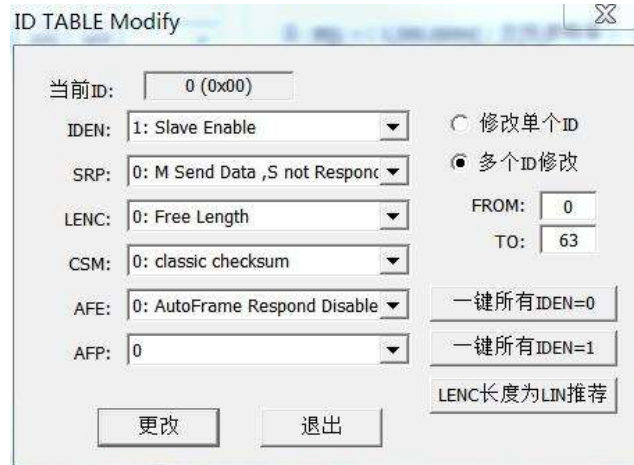 ID TABLE Modify
当前ID: 0 (0x00)
IDEN: 1: Slave Enable
SRP: 0: M Send Data ,S not Respond
LENC: 0: Free Length
CSM: 0: classic checksum
AFE: 0: AutoFrame Respond Disable
AFP: 0
更改
退出
修改单个ID
多个ID修改
FROM: 0
TO: 63
一键所有IDEN=0
一键所有IDEN=1
LENC长度为LIN推荐